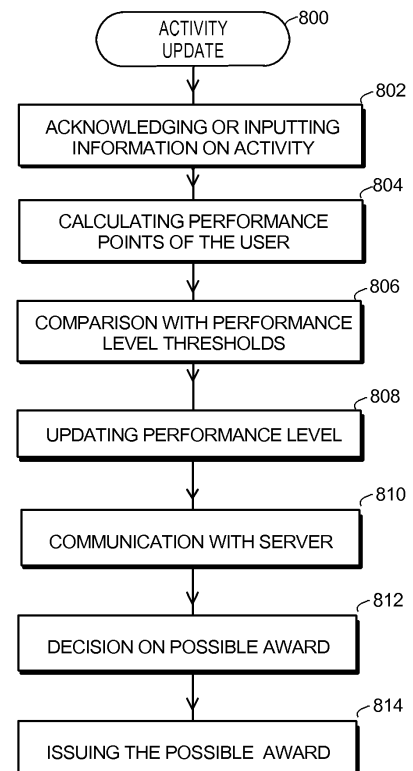 800
ACTIVITY
UPDATE
802
ACKNOWLEDGING OR INPUTTING
INFORMATION ON ACTIVITY
804
CALCULATING PERFORMANCE
POINTS OF THE USER
806
COMPARISON WITH PERFORMANCE
LEVEL THRESHOLDS
808
UPDATING PERFORMANCE LEVEL
810
COMMUNICATION WITH SERVER
812
DECISION ON POSSIBLE AWARD
814
ISSUING THE POSSIBLE AWARD